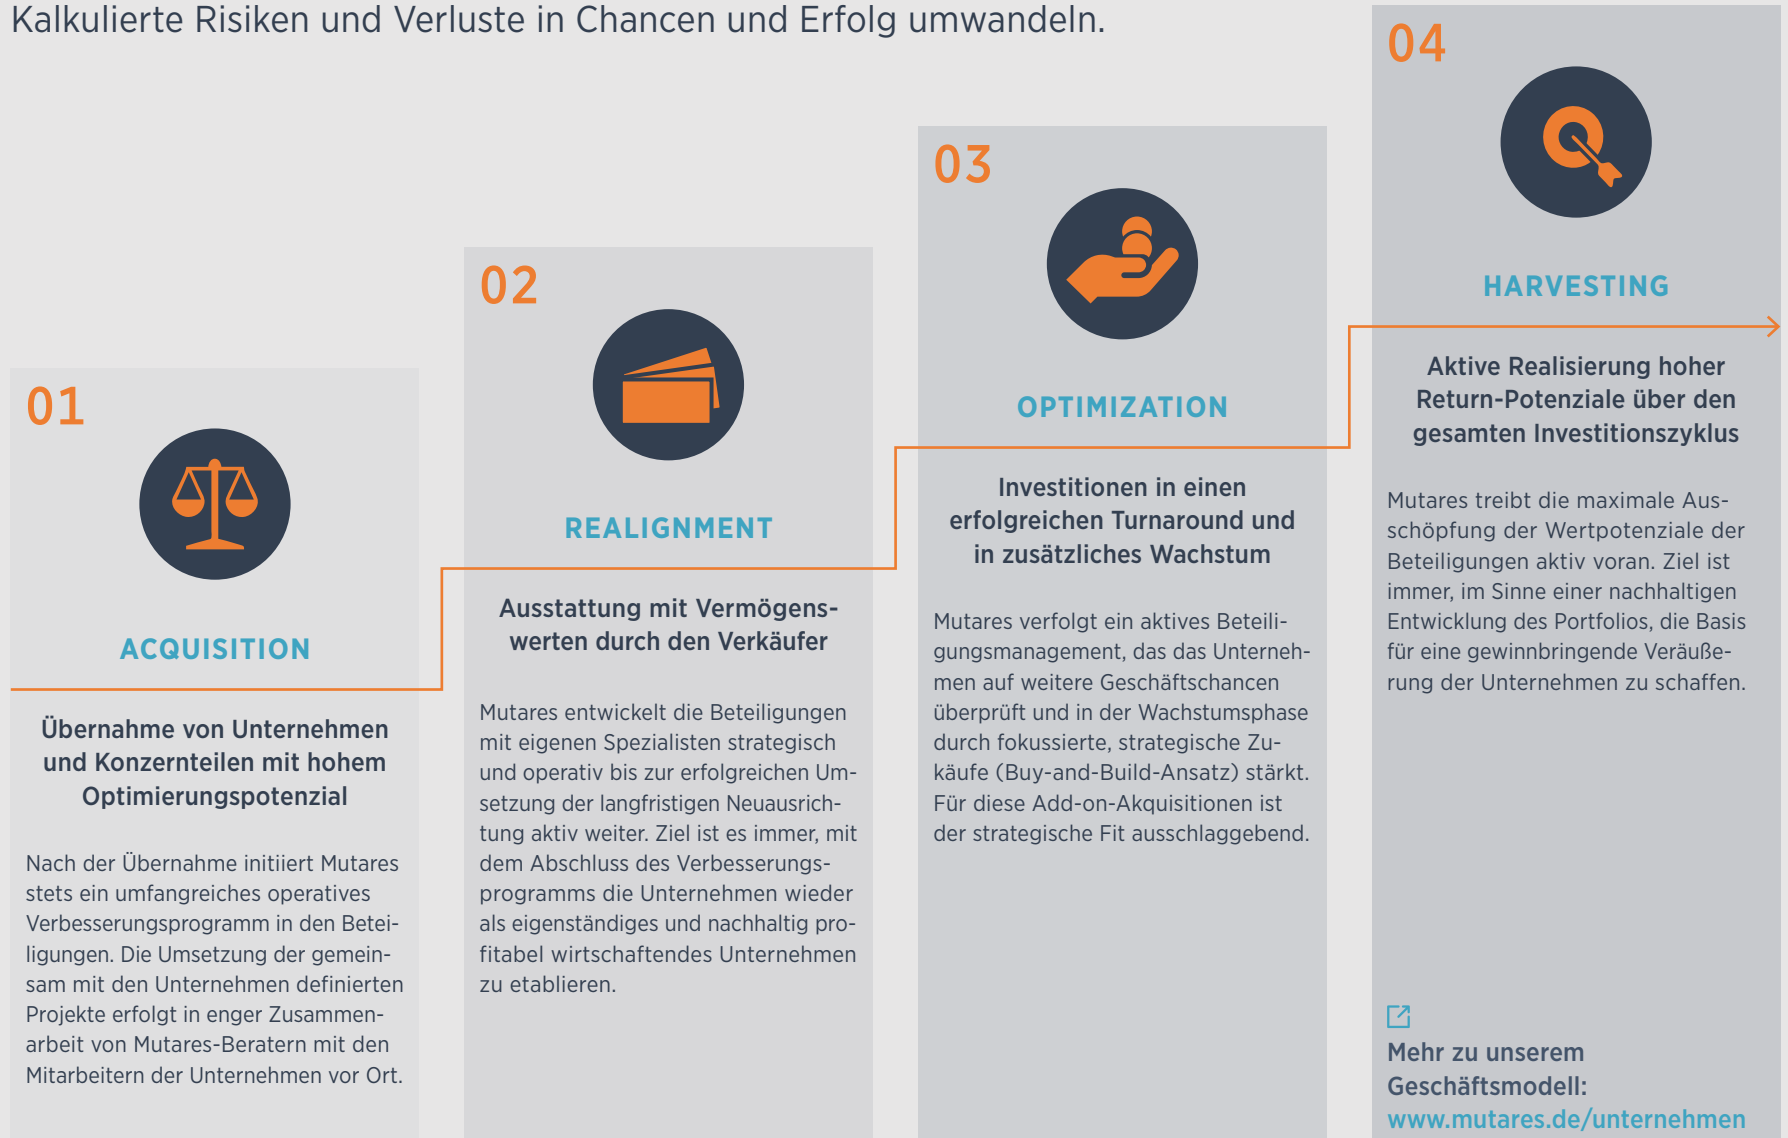 Kalkulierte Risiken und Verluste in Chancen und Erfolg umwandeln.
01
ACQUISITION
Übernahme von Unternehmen
und Konzernteilen mit hohem
Optimierungspotenzial
Nach der Übernahme initiiert Mutares
stets ein umfangreiches operatives
Verbesserungsprogramm in den Betei-
ligungen. Die Umsetzung der gemein-
sam mit den Unternehmen definierten
Projekte erfolgt in enger Zusammen-
arbeit von Mutares-Beratern mit den
Mitarbeitern der Unternehmen vor Ort.
02
REALIGNMENT
Ausstattung mit Vermögens-
werten durch den Verkäufer
Mutares entwickelt die Beteiligungen
mit eigenen Spezialisten strategisch
und operativ bis zur erfolgreichen Um-
setzung der langfristigen Neuausrich-
tung aktiv weiter. Ziel ist es immer, mit
dem Abschluss des Verbesserungs-
programms die Unternehmen wieder
als eigenständiges und nachhaltig pro-
fitabel wirtschaftendes Unternehmen
zu etablieren.
03
OPTIMIZATION
Investitionen in einen
erfolgreichen Turnaround und
in zusätzliches Wachstum
Mutares verfolgt ein aktives Beteili-
gungsmanagement, das das Unterneh-
men auf weitere Geschäftschancen
überprüft und in der Wachstumsphase
durch fokussierte, strategische Zu-
käufe (Buy-and-Build-Ansatz) stärkt.
Für diese Add-on-Akquisitionen ist
der strategische Fit ausschlaggebend.
04
HARVESTING
Aktive Realisierung hoher
Return-Potenziale über den
gesamten Investitionszyklus
Mutares treibt die maximale Aus-
schöpfung der Wertpotenziale der
Beteiligungen aktiv voran. Ziel ist
immer, im Sinne einer nachhaltigen
Entwicklung des Portfolios, die Basis
für eine gewinnbringende Veräuße-
rung der Unternehmen zu schaffen.
Mehr zu unserem
Geschäftsmodell:
www.mutares.de/unternehmen